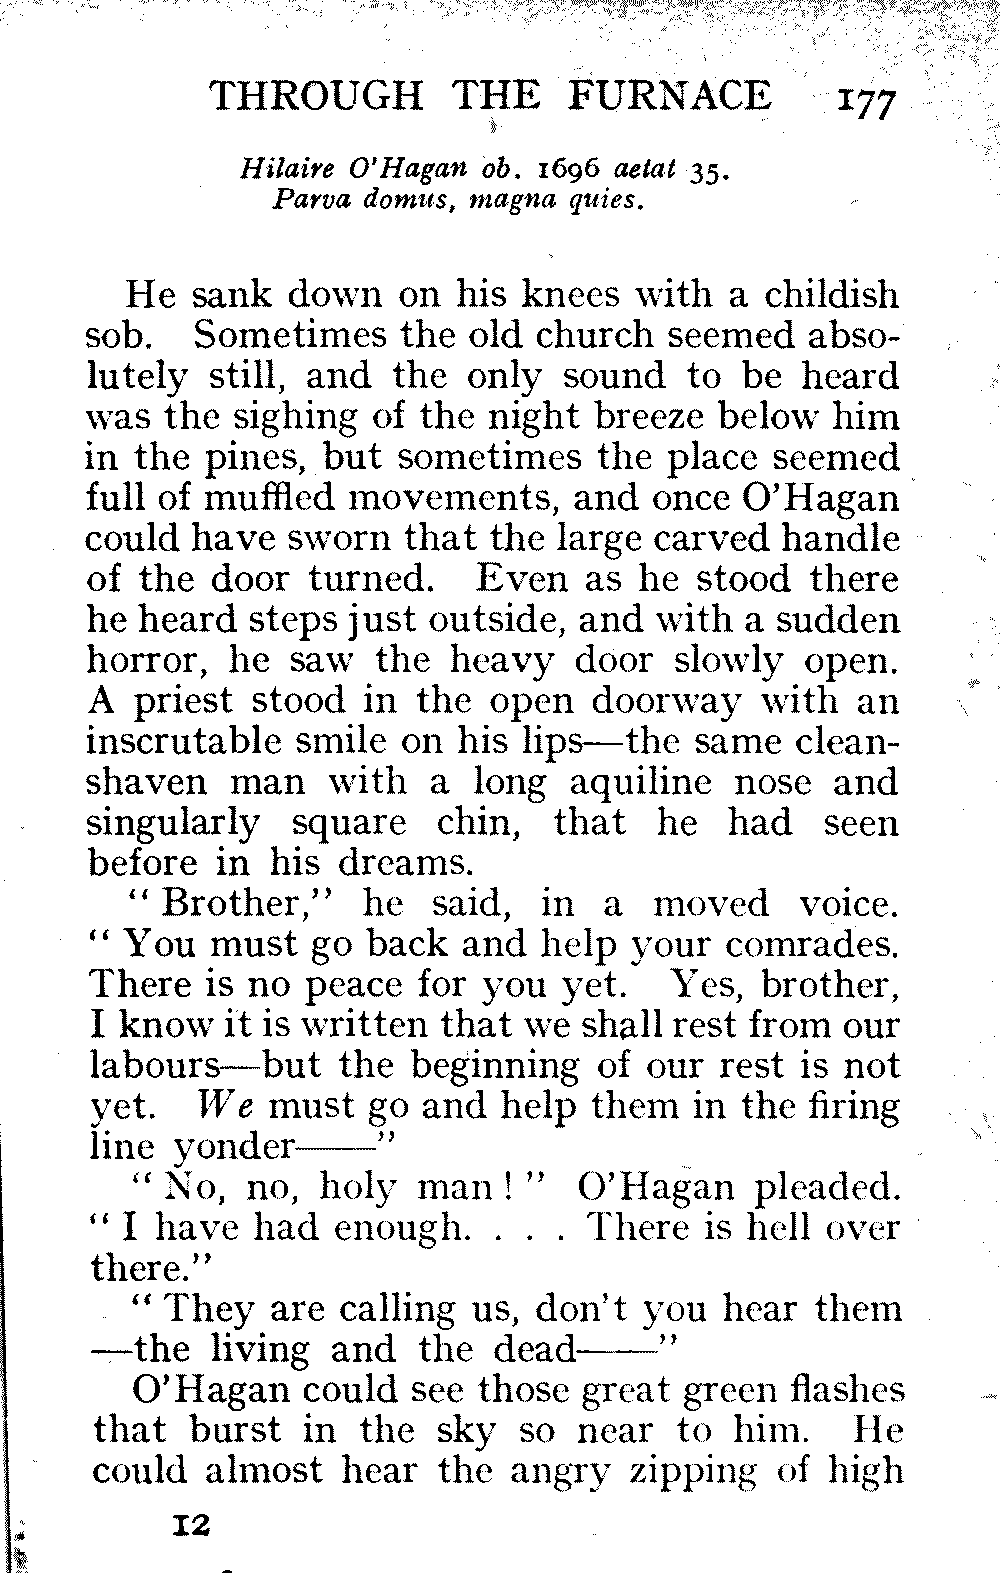 THROUGH THE FURNACE 177
Hilaire O'Hagan ob. 1696 aetat 35.
Parva domus, magna quies.
He sank down on his knees with a childish
sob. Sometimes the old church seemed abso-
lutely still, and the only sound to be heard
was the sighing of the night breeze below him
in the pines, but sometimes the place seemed
full of muffled movements, and once O'Hagan
could have sworn that the large carved handle
of the door turned. Even as he stood there
he heard steps just outside, and with a sudden
horror, he saw the heavy door slowly open.
A priest stood in the open doorway with an
inscrutable smile on his lips—the same clean-
shaven man with a long aquiline nose and
singularly square chin, that he had seen
before in his dreams.
"Brother," he said, in a moved voice.
"You must go back and help your comrades.
There is no peace for you yet. Yes, brother,
I know it is written that we shall rest from our
labours—but the beginning of our rest is not
yet. We must go and help them in the firing
line yonder——"
"No, no, holy man!" O'Hagan pleaded.
"I have had enough. . . . There is hell over
there."
"They are calling us, don't you hear them
—the living and the dead——"
O'Hagan could see those great green flashes
that burst in the sky so near to him. He
could almost hear the angry zipping of high
12